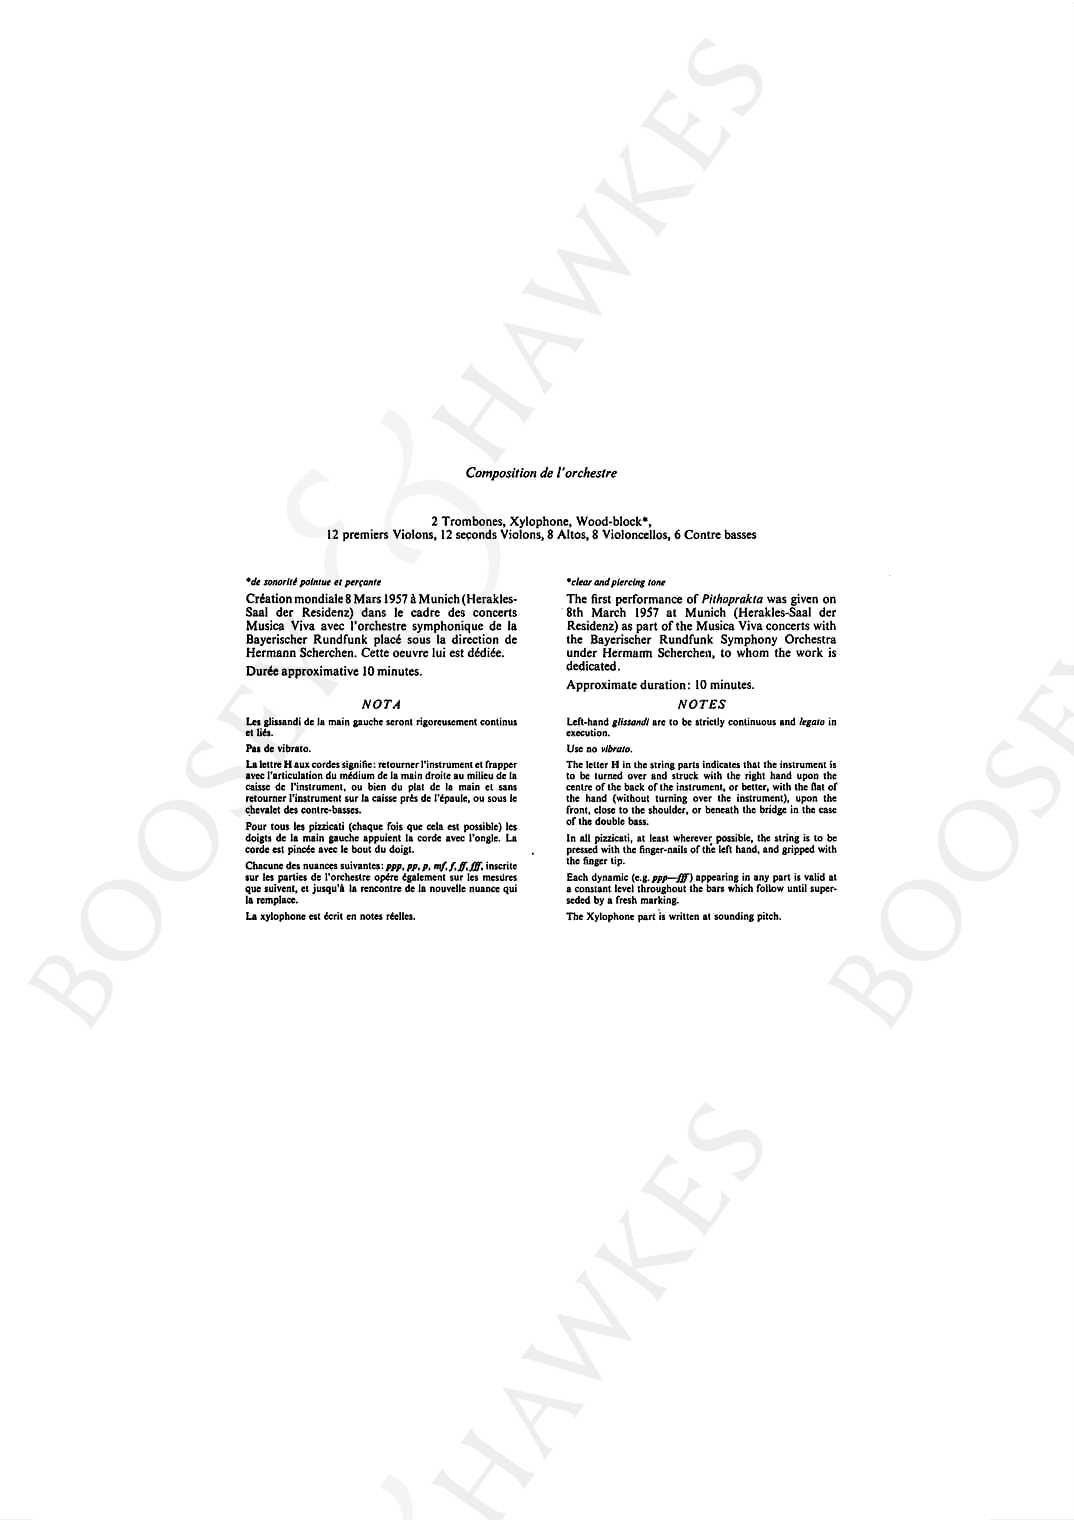 Composition de l'orchestre
2 Trombones, Xylophone, Wood-block*,
12 premiers Violons, 12 seconds Violons, 8 Altos, 8 Violoncellos, 6 Contre basses
*de sonorité pointue et perçante
Création mondiale 8 Mars 1957 à Munich (Herakles-
Saal der Residenz) dans le cadre des concerts
Musica Viva avec l'orchestre symphonique de la
Bayerischer Rundfunk placé sous la direction de
Hermann Scherchen. Cette oeuvre lui est dédiée.
Durée approximative 10 minutes.
NOTA
Les glissandi de la main gauche seront rigoreusement continus
et liés.
Pas de vibrato.
La lettre H aux cordes signifie: retourner l'instrument et frapper
avec l'articulation du médium de la main droite au milieu de la
caisse de l'instrument, ou bien du plat de la main et sans
retourner l'instrument sur la caisse près de l'épaule, ou sous le
chevalet des contre-basses.
Pour tous les pizzicati (chaque fois que cela est possible) les
doigts de la main gauche appuient la corde avec l'ongle. La
corde est pincée avec le bout du doigt.
Chacune des nuances suivantes: ppp, pp, p, mf, f, ff, fff, inscrite
sur les parties de l'orchestre opére également sur les mesures
que suivent, et jusqu'à la rencontre de la nouvelle nuance qui
la remplace.
La xylophone est écrit en notes réelles.
*clear and piercing tone
The first performance of Pithoprakta was given on
8th March 1957 at Munich (Herakles-Saal der
Residenz) as part of the Musica Viva concerts with
the Bayerischer Rundfunk Symphony Orchestra
under Hermann Scherchen, to whom the work is
dedicated.
Approximate duration: 10 minutes.
NOTES
Left-hand glissandi are to be strictly continuous and legato in
execution.
Use no vibrato.
The letter H in the string parts indicates that the instrument is
to be turned over and struck with the right hand upon the
centre of the back of the instrument, or better, with the flat of
the hand (without turning over the instrument), upon the
front, close to the shoulder, or beneath the bridge in the case
of the double bass.
In all pizzicati, at least wherever possible, the string is to be
pressed with the finger-nails of the left hand, and gripped with
the finger tip.
Each dynamic (e.g. ppp—fff) appearing in any part is valid at
a constant level throughout the bars which follow until super-
seded by a fresh marking.
The Xylophone part is written at sounding pitch.
BOOSEY & HAWKES
BOOSEY
& HAWKES